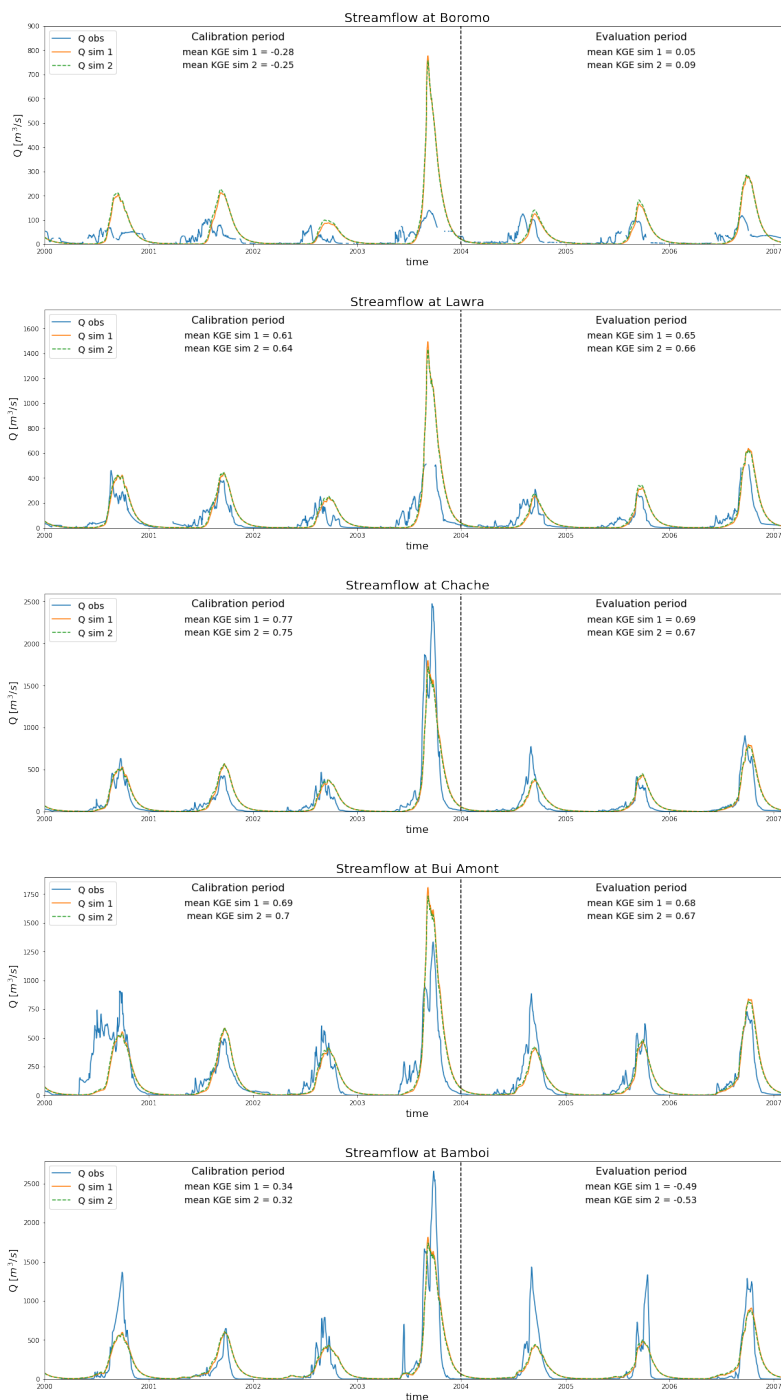 Streamflow at Boromo
Q obs
Q sim 1
Q sim 2
Calibration period
mean KGE sim 1 = -0.28
mean KGE sim 2 = -0.25
Evaluation period
mean KGE sim 1 = 0.05
mean KGE sim 2 = 0.09
Q [m³/s]
900
800
700
600
500
400
300
200
100
0
2000 2001 2002 2003 2004 2005 2006 2007
time
Streamflow at Lawra
Q obs
Q sim 1
Q sim 2
Calibration period
mean KGE sim 1 = 0.61
mean KGE sim 2 = 0.64
Evaluation period
mean KGE sim 1 = 0.65
mean KGE sim 2 = 0.66
Q [m³/s]
1600
1400
1200
1000
800
600
400
200
0
2000 2001 2002 2003 2004 2005 2006 2007
time
Streamflow at Chache
Q obs
Q sim 1
Q sim 2
Calibration period
mean KGE sim 1 = 0.77
mean KGE sim 2 = 0.75
Evaluation period
mean KGE sim 1 = 0.69
mean KGE sim 2 = 0.67
Q [m³/s]
2500
2000
1500
1000
500
0
2000 2001 2002 2003 2004 2005 2006 2007
time
Streamflow at Bui Amont
Q obs
Q sim 1
Q sim 2
Calibration period
mean KGE sim 1 = 0.69
mean KGE sim 2 = 0.7
Evaluation period
mean KGE sim 1 = 0.68
mean KGE sim 2 = 0.67
Q [m³/s]
1750
1500
1250
1000
750
500
250
0
2000 2001 2002 2003 2004 2005 2006 2007
time
Streamflow at Bamboi
Q obs
Q sim 1
Q sim 2
Calibration period
mean KGE sim 1 = 0.34
mean KGE sim 2 = 0.32
Evaluation period
mean KGE sim 1 = -0.49
mean KGE sim 2 = -0.53
Q [m³/s]
2500
2000
1500
1000
500
0
2000 2001 2002 2003 2004 2005 2006 2007
time